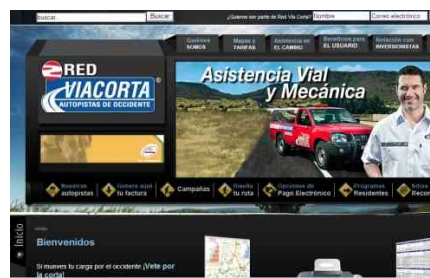 buscar...
Buscar
¿Quieres ser parte de Red Vía Corta?
Nombre
Correo electrónico
Quiénes
SOMOS
Mapas y
TARIFAS
Asistencia en
EL CAMINO
Beneficios para
EL USUARIO
Relación con
INVERSIONISTAS
RED
VIACORTA
AUTOPISTAS DE OCCIDENTE
Asistencia Vial
y Mecánica
Nuestras
autopistas
Genere aquí
tu factura
Campañas
Diseña
tu ruta
Opciones de
Pago Electrónico
Programas
Residentes
Inicio
Bienvenidos
Si mueves tu carga por el occidente ¡Vete por
la corta!